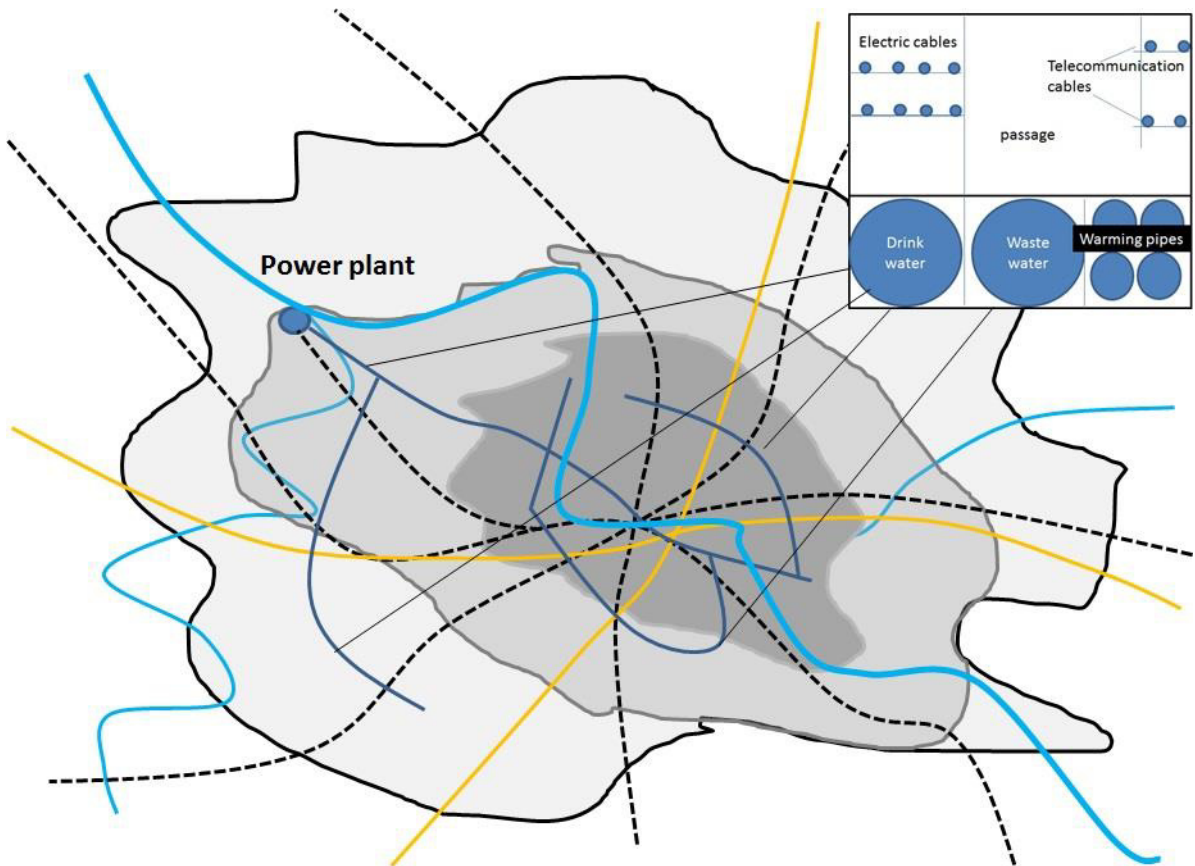 Electric cables
Telecommunication
cables
passage
Drink
water
Waste
water
Warming pipes
Power plant